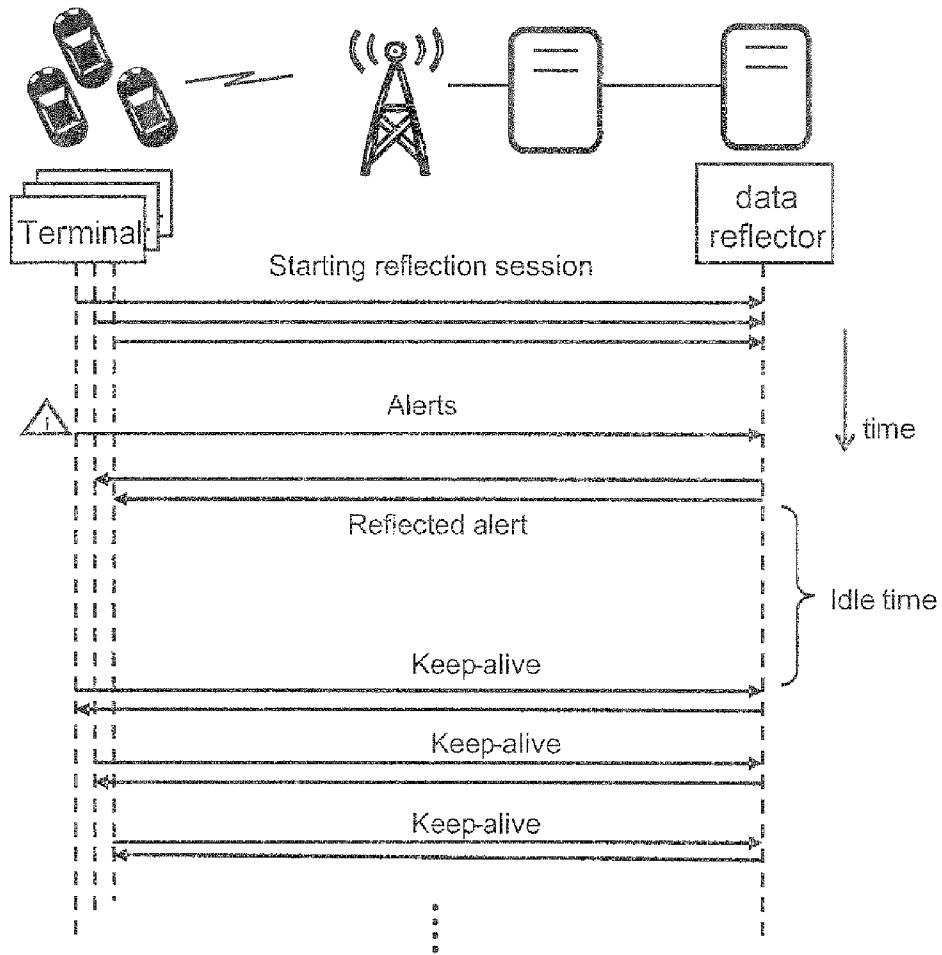 Terminal
data
reflector
Starting reflection session
Alerts
i
time
Reflected alert
Idle time
Keep-alive
Keep-alive
Keep-alive